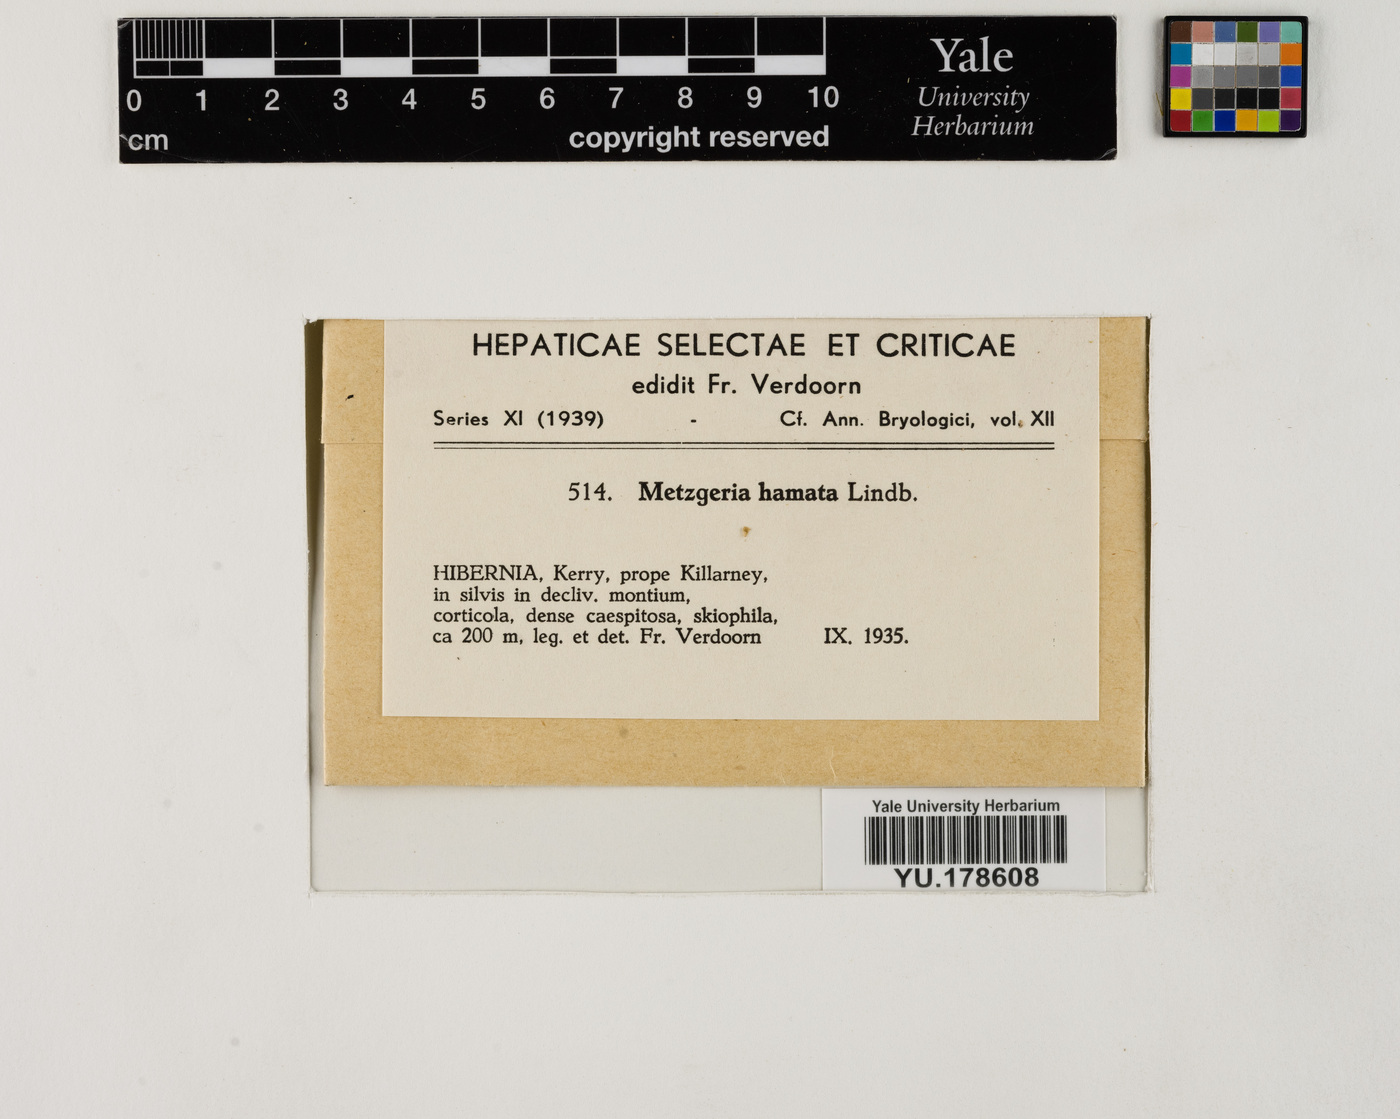 0 1 2 3 4 5 6 7 8 9 10
cm copyright reserved
Yale
University
Herbarium
HEPATICAE SELECTAE ET CRITICAE
edidit Fr. Verdoorn
Series XI (1939) - Cf. Ann. Bryologici, vol. XII
514. Metzgeria hamata Lindb.
HIBERNIA, Kerry, prope Killarney,
in silvis in decliv. montium,
corticola, dense caespitosa, skiophila,
ca 200 m, leg. et det. Fr. Verdoorn IX. 1935.
Yale University Herbarium
YU.178608